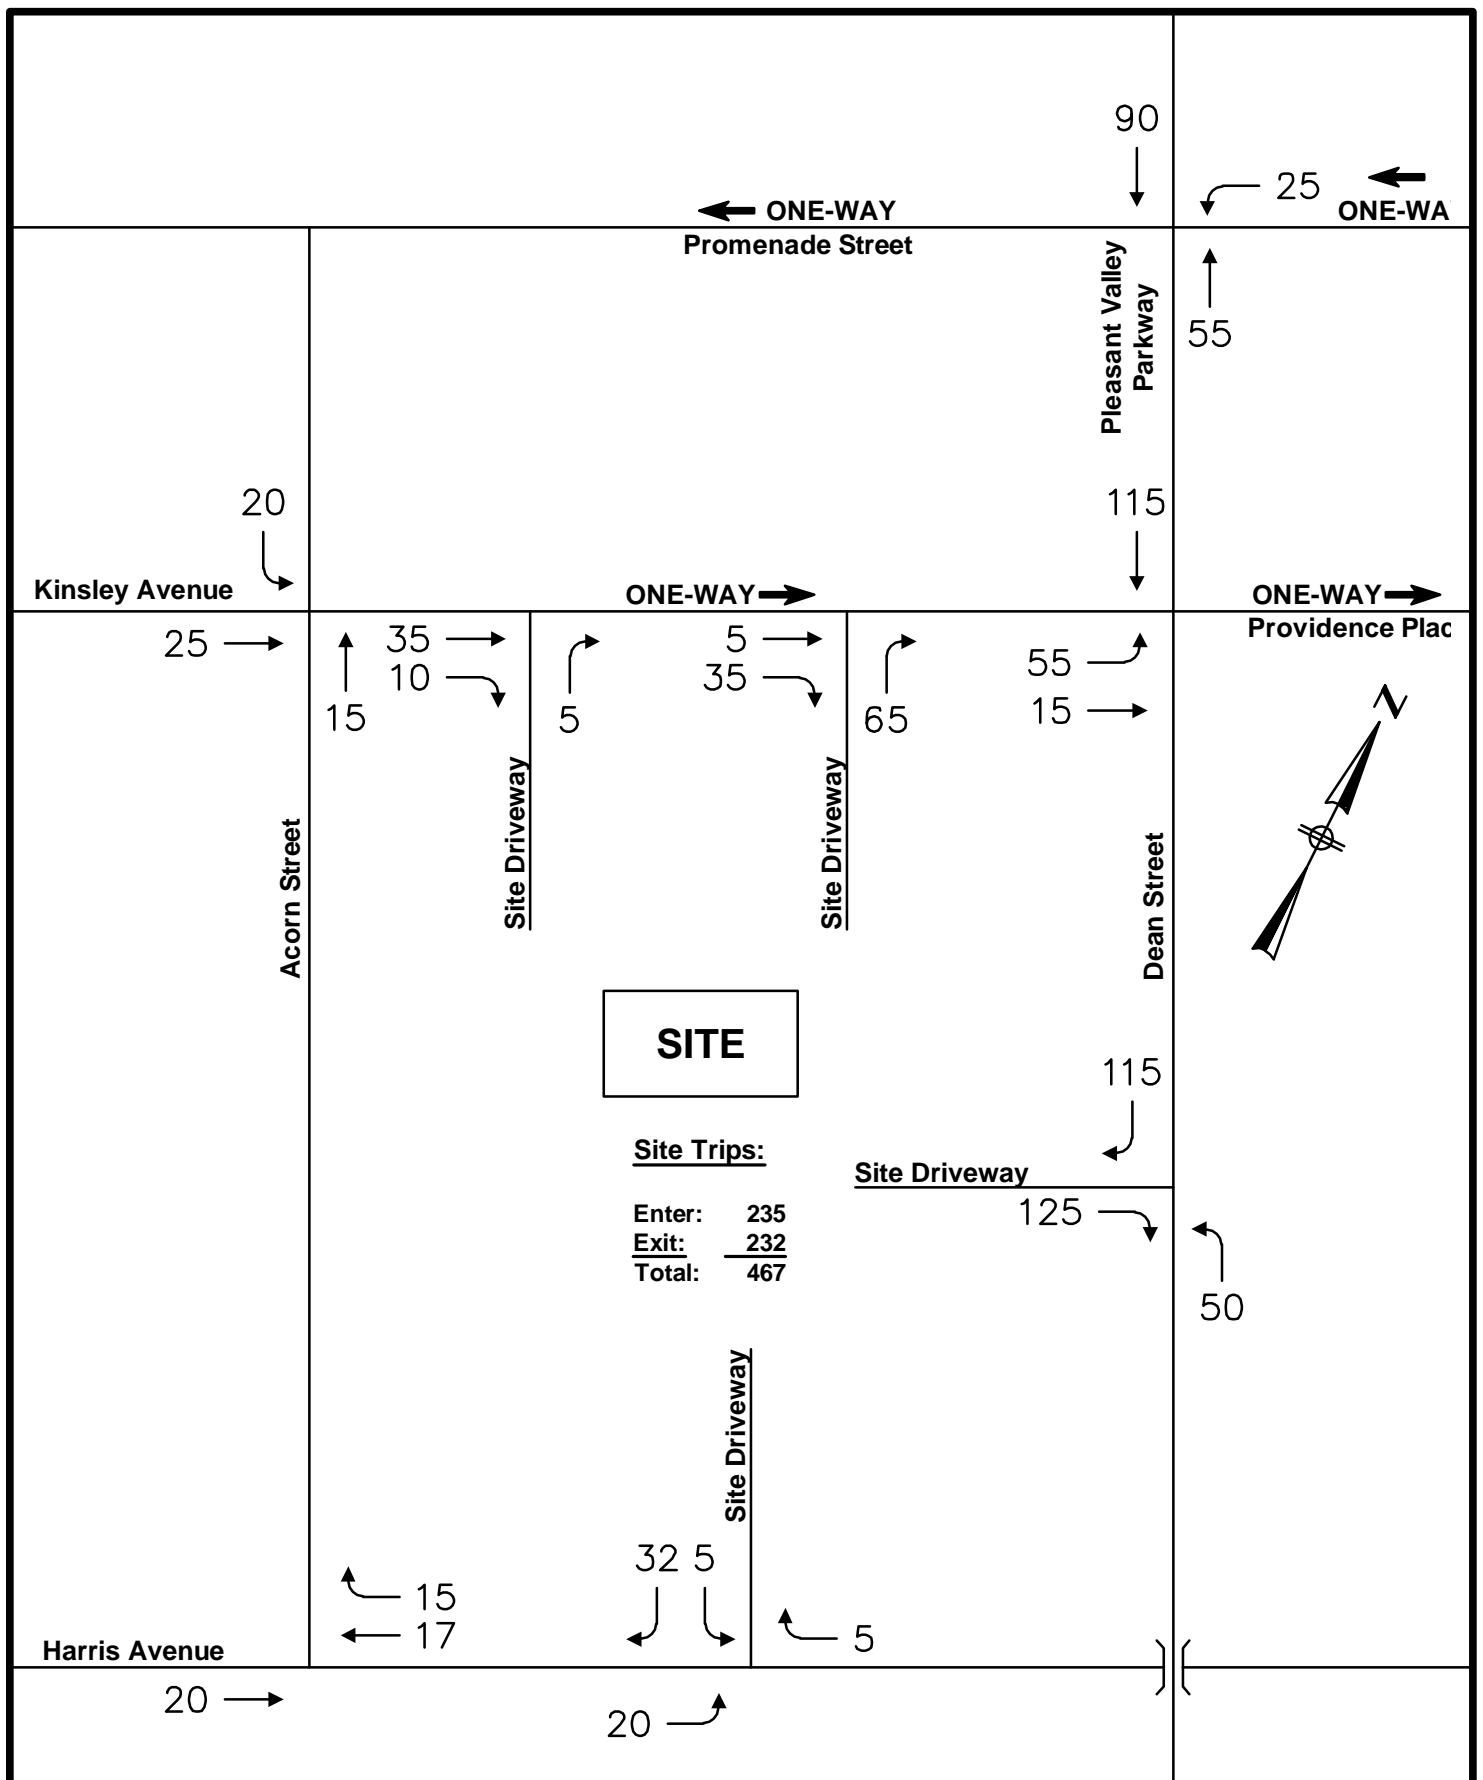 90
25
ONE-WA
ONE-WAY
Promenade Street
Pleasant Valley
Parkway
55
20
115
Kinsley Avenue
ONE-WAY
ONE-WAY
Providence Plac
25
35
10
15
5
5
35
65
55
15
N
Site Driveway
Site Driveway
Acorn Street
Dean Street
SITE
115
Site Trips:
Site Driveway
Enter: 235
Exit: 232
Total: 467
125
50
Site Driveway
32 5
15
17
5
Harris Avenue
20
20